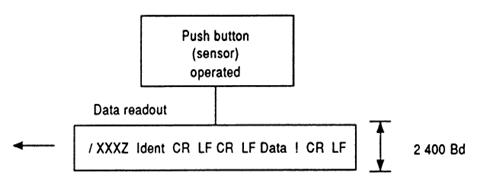 Push button
(sensor)
operated
Data readout
/ XXXZ Ident CR LF CR LF Data ! CR LF
2 400 Bd